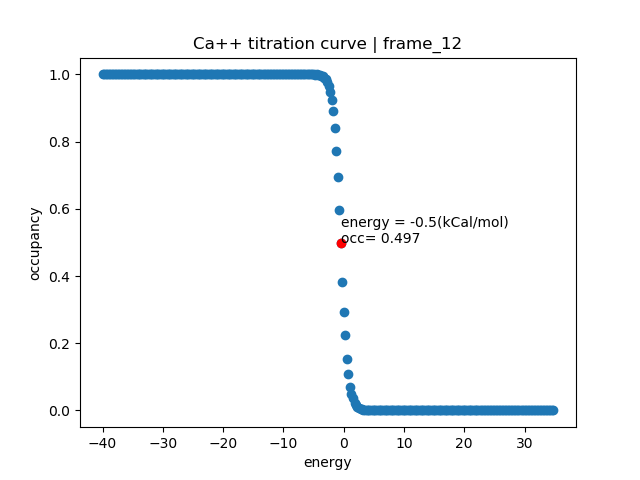 Ca++ titration curve | frame_12
occupancy
1.0
0.8
0.6
0.4
0.2
0.0
energy = -0.5(kCal/mol)
occ= 0.497
−40 −30 −20 −10 0 10 20 30
energy